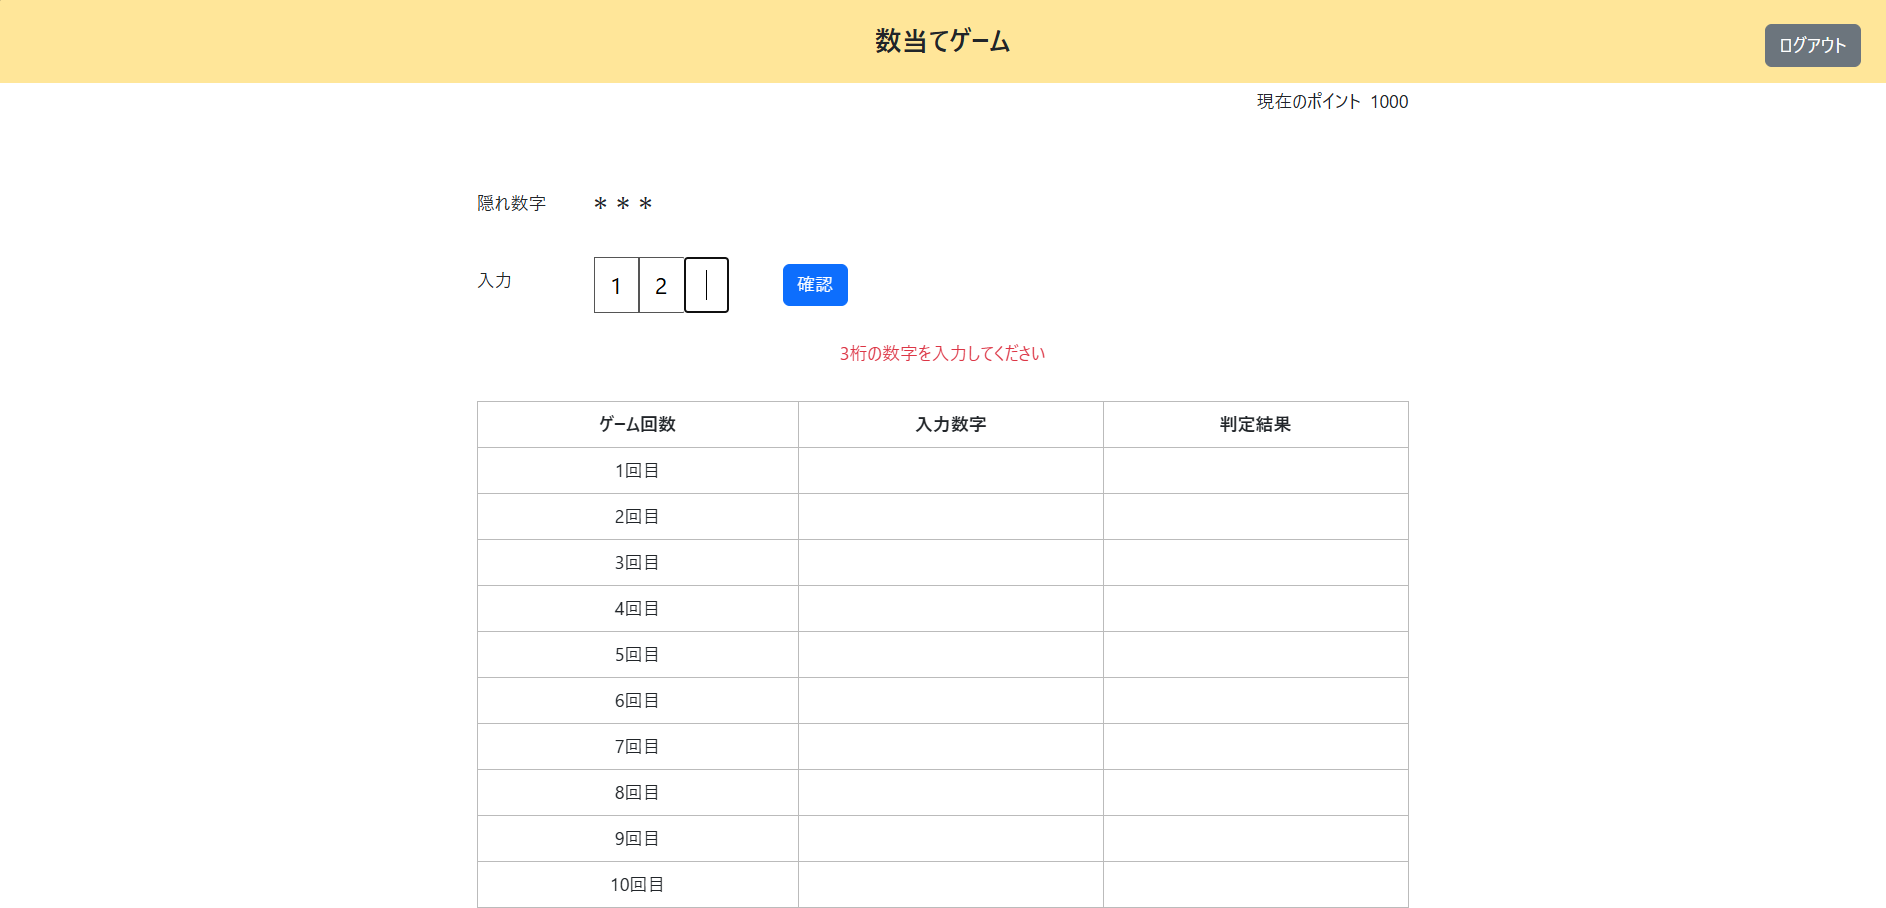 数当てゲーム
ログアウト
現在のポイント 1000
隠れ数字 * * *
入力 1 2 確認
3桁の数字を入力してください
ゲーム回数 入力数字 判定結果
1回目
2回目
3回目
4回目
5回目
6回目
7回目
8回目
9回目
10回目